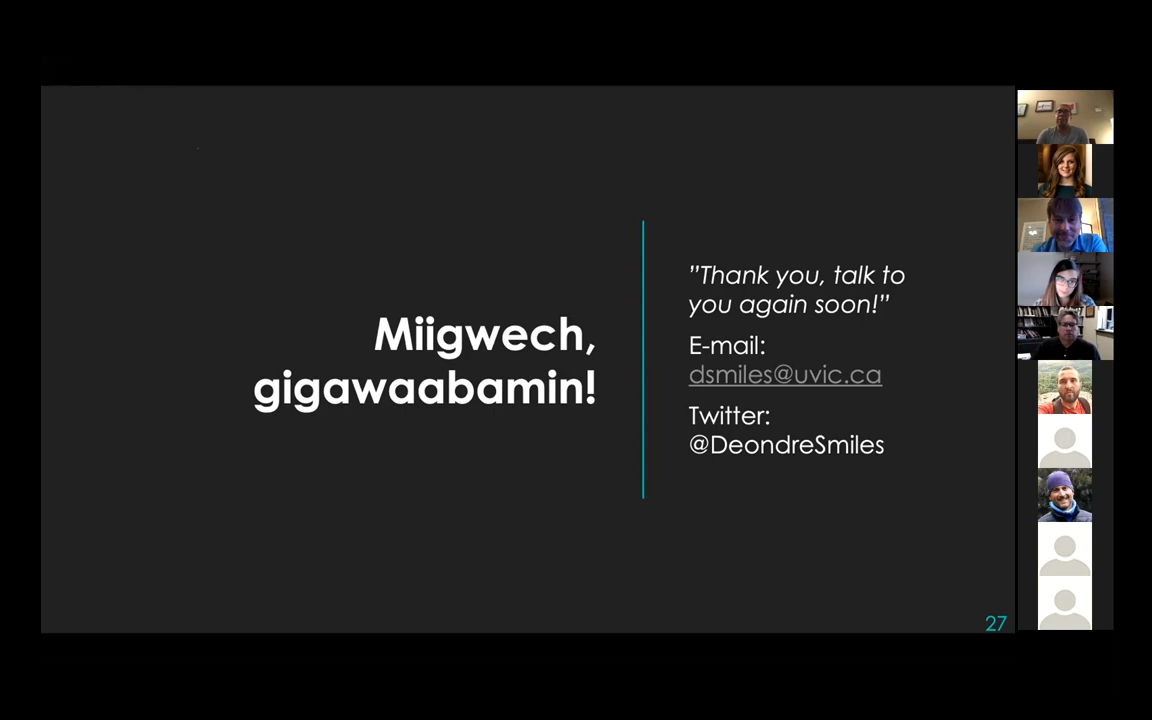 Miigwech,
gigawaabamin!
”Thank you, talk to
you again soon!”
E-mail:
dsmiles@uvic.ca
Twitter:
@DeondreSmiles
27